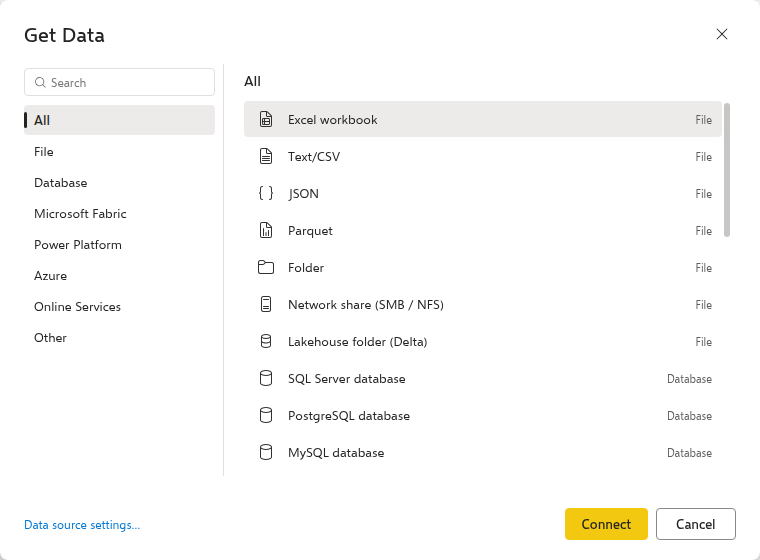 Get Data
Search
All
File
Database
Microsoft Fabric
Power Platform
Azure
Online Services
Other
All
Excel workbook File
Text/CSV File
JSON File
Parquet File
Folder File
Network share (SMB / NFS) File
Lakehouse folder (Delta) File
SQL Server database Database
PostgreSQL database Database
MySQL database Database
Data source settings...
Connect
Cancel